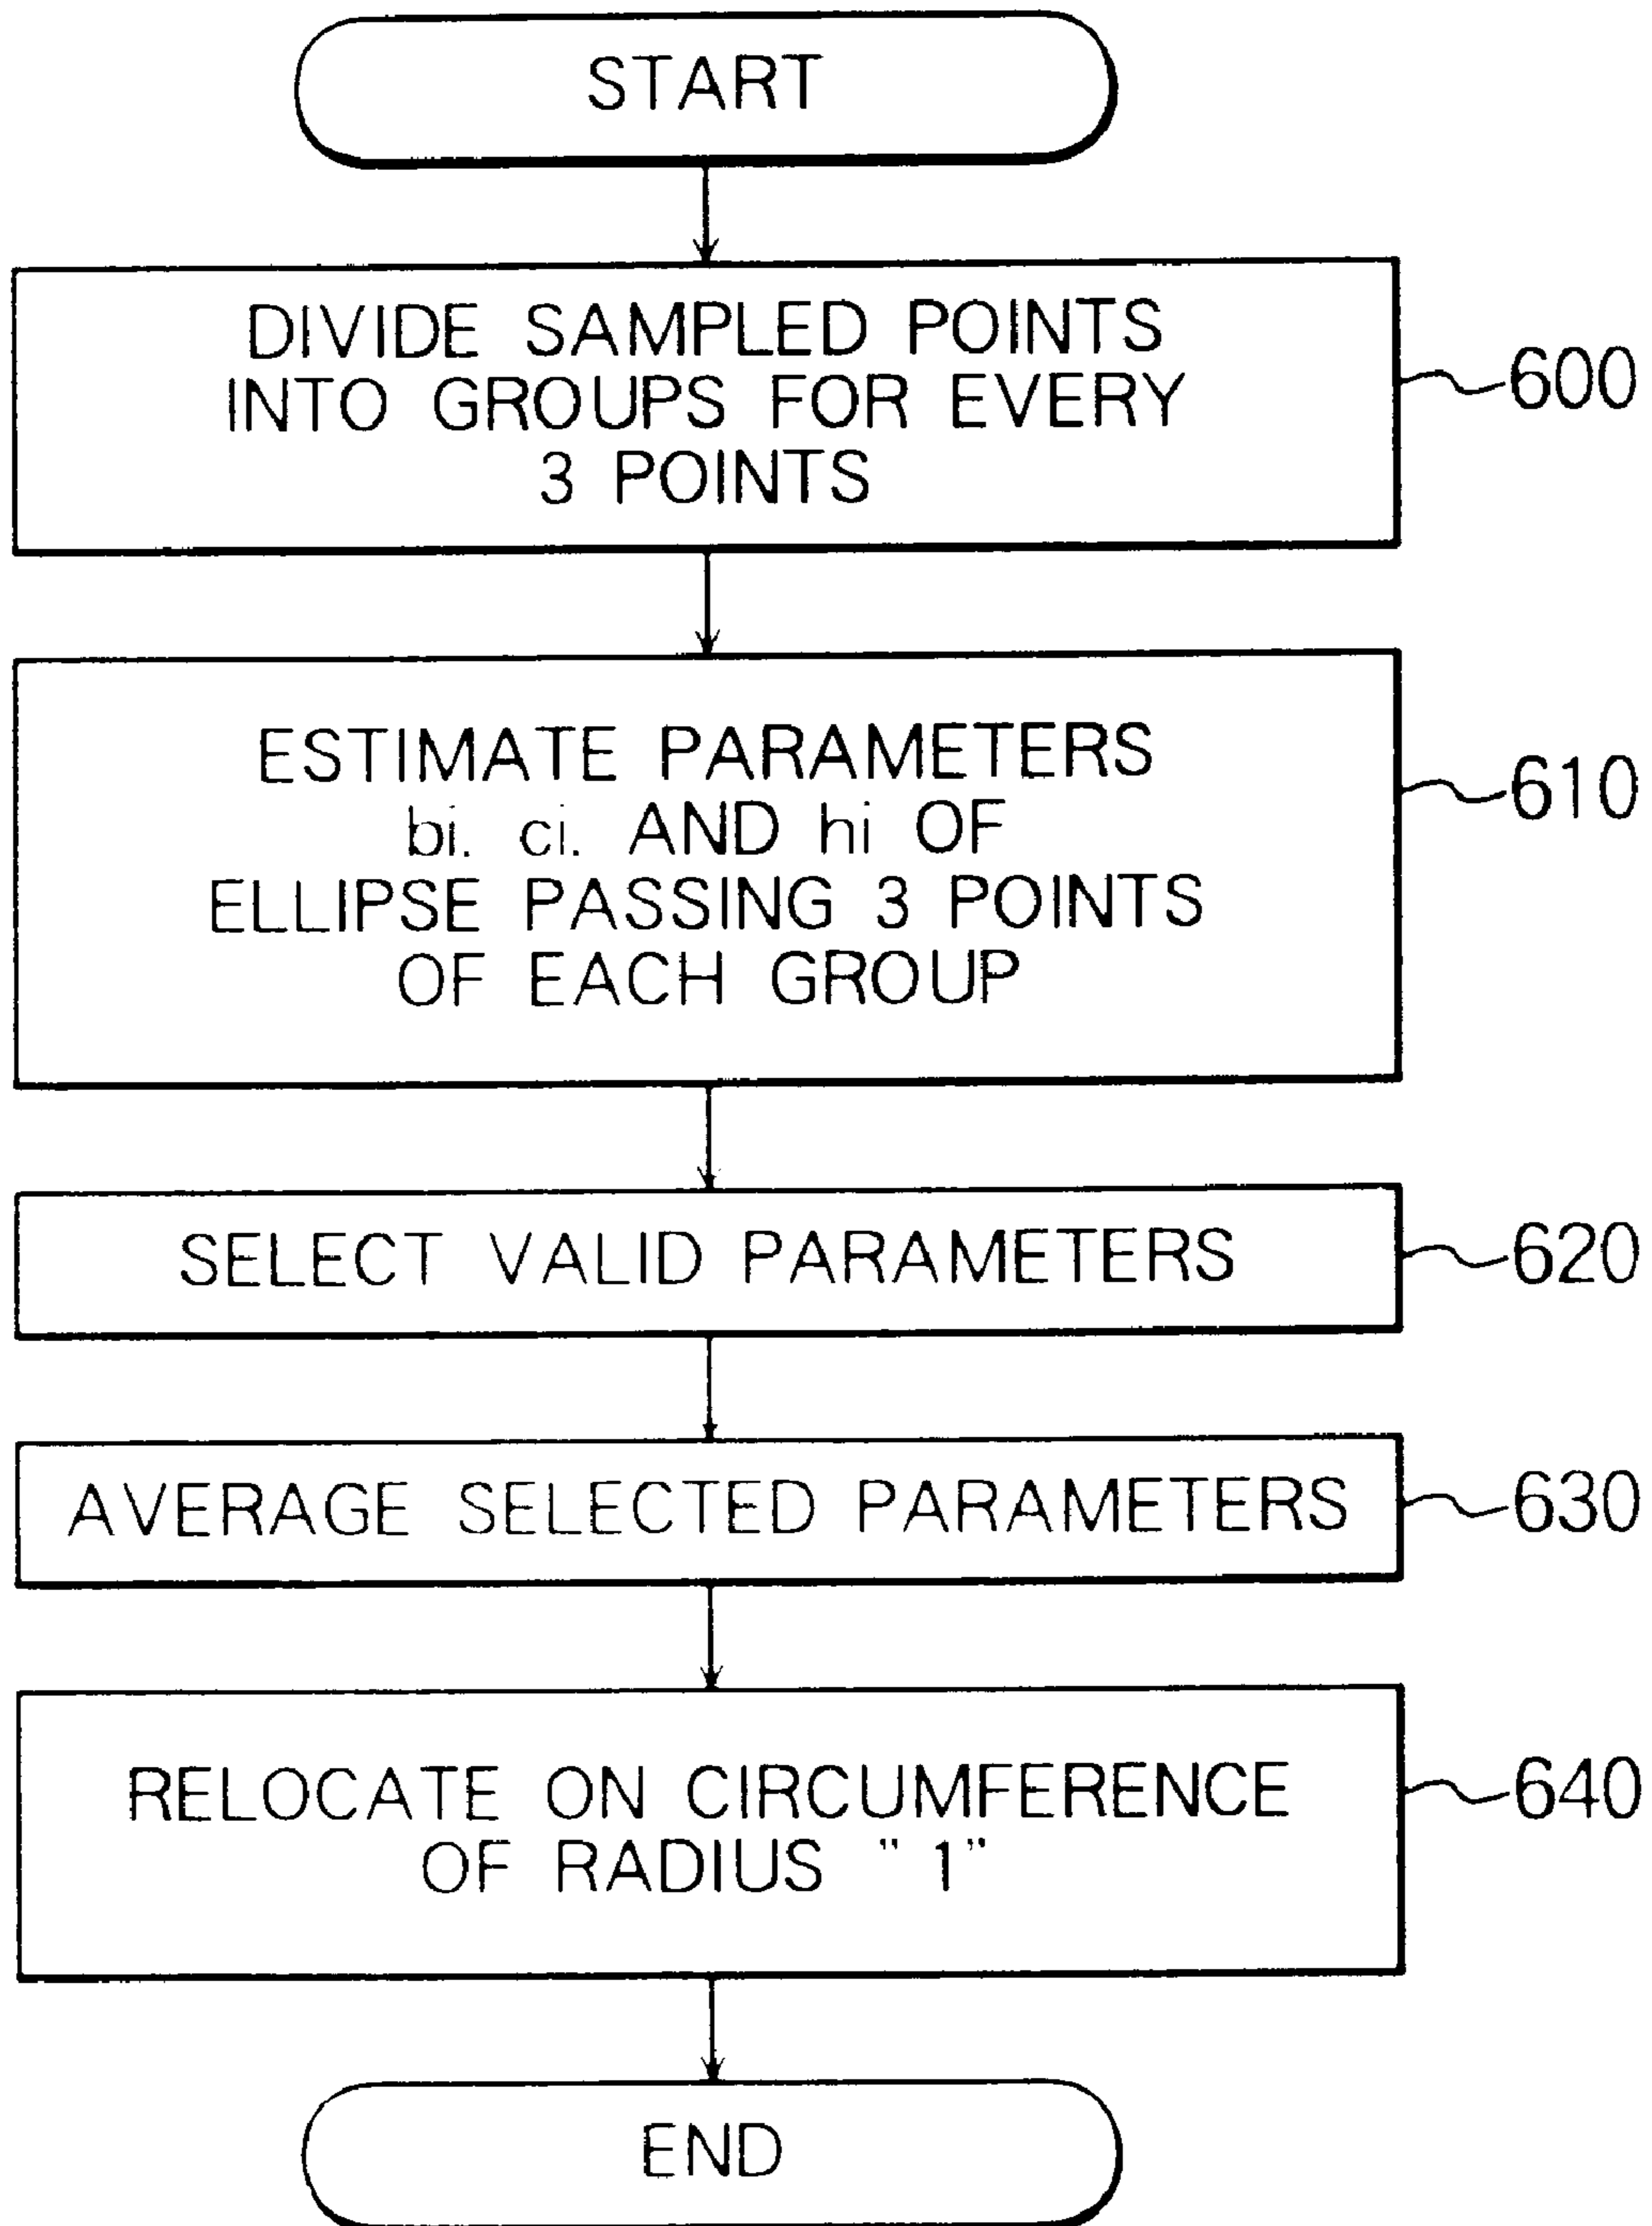 START
DIVIDE SAMPLED POINTS
INTO GROUPS FOR EVERY
3 POINTS
600
ESTIMATE PARAMETERS
bi. ci. AND hi OF
ELLIPSE PASSING 3 POINTS
OF EACH GROUP
610
SELECT VALID PARAMETERS
620
AVERAGE SELECTED PARAMETERS
630
RELOCATE ON CIRCUMFERENCE
OF RADIUS "1"
640
END